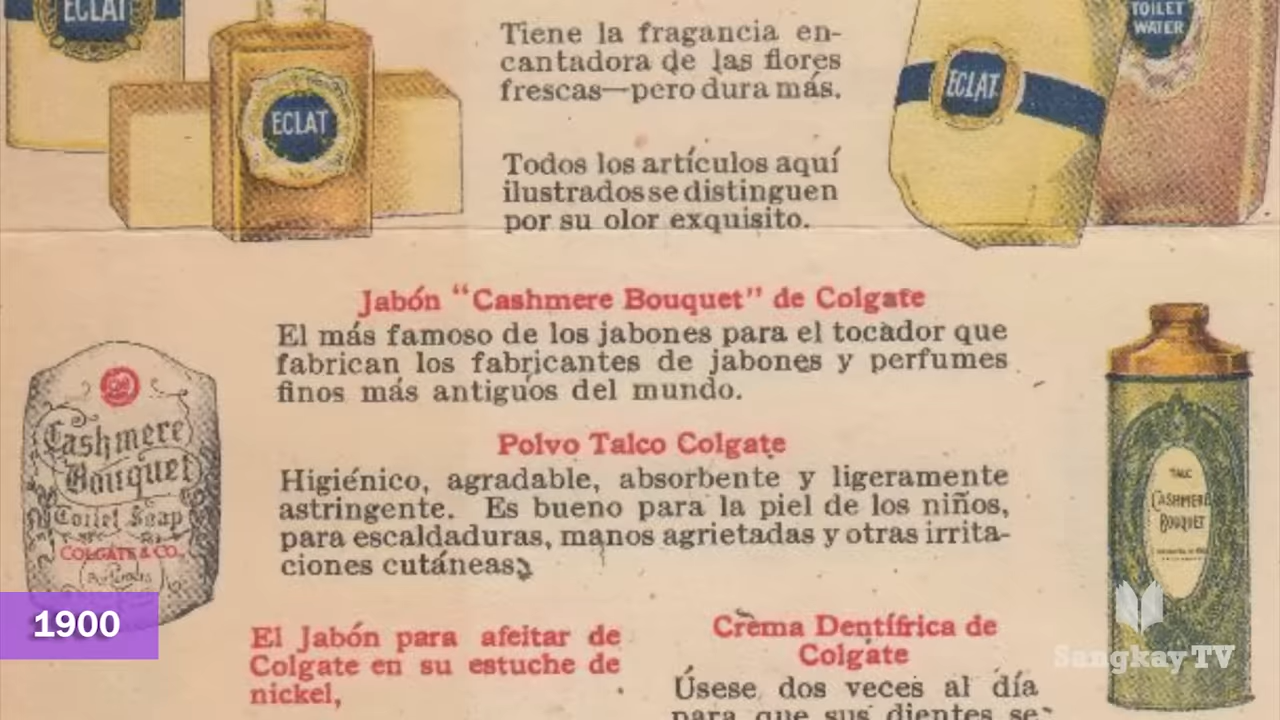 ECLAT
ECLAT
Tiene la fragancia en-
cantadora de las flores
frescas—pero dura más.
Todos los artículos aquí
ilustrados se distinguen
por su olor exquisito.
ECLAT
TOILET
WATER
Jabón "Cashmere Bouquet" de Colgate
El más famoso de los jabones para el tocador que
fabrican los fabricantes de jabones y perfumes
finos más antiguos del mundo.
Polvo Talco Colgate
Higiénico, agradable, absorbente y ligeramente
astringente. Es bueno para la piel de los niños,
para escaldaduras, manos agrietadas y otras irrita-
ciones cutáneas.
Cashmere
Bouquet
Toilet Soap
COLGATE & CO.
TALC
CASHMERE
BOUQUET
El Jabón para afeitar de
Colgate en su estuche de
nickel,
Crema Dentífrica de
Colgate
Úsese dos veces al día
para que sus dientes se
1900
Sangkay TV